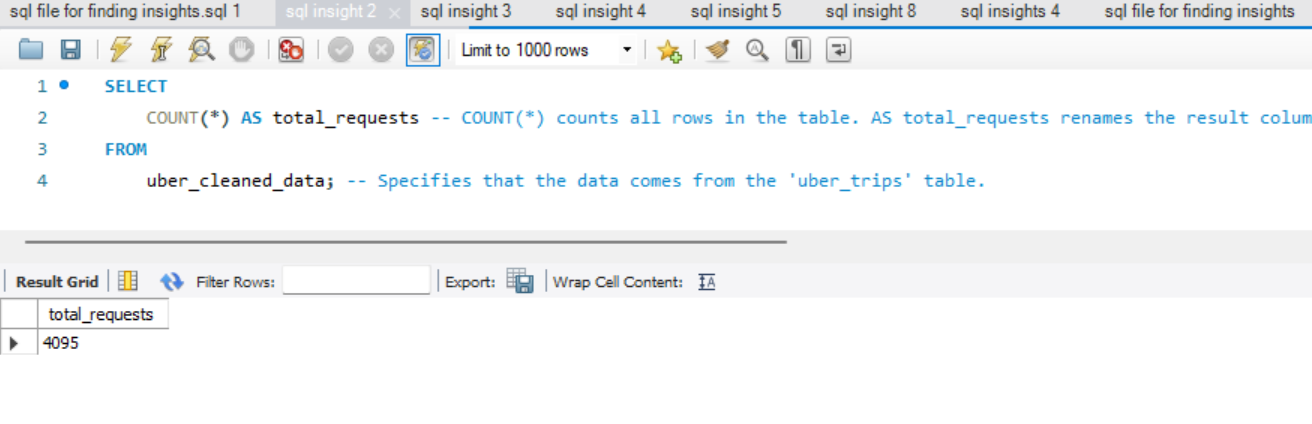 sql file for finding insights.sql 1 sql insight 2 sql insight 3 sql insight 4 sql insight 5 sql insight 8 sql insights 4 sql file for finding insights
Limit to 1000 rows
1 SELECT
2 COUNT(*) AS total_requests -- COUNT(*) counts all rows in the table. AS total_requests renames the result colum
3 FROM
4 uber_cleaned_data; -- Specifies that the data comes from the 'uber_trips' table.
Result Grid Filter Rows: Export: Wrap Cell Content:
total_requests
4095